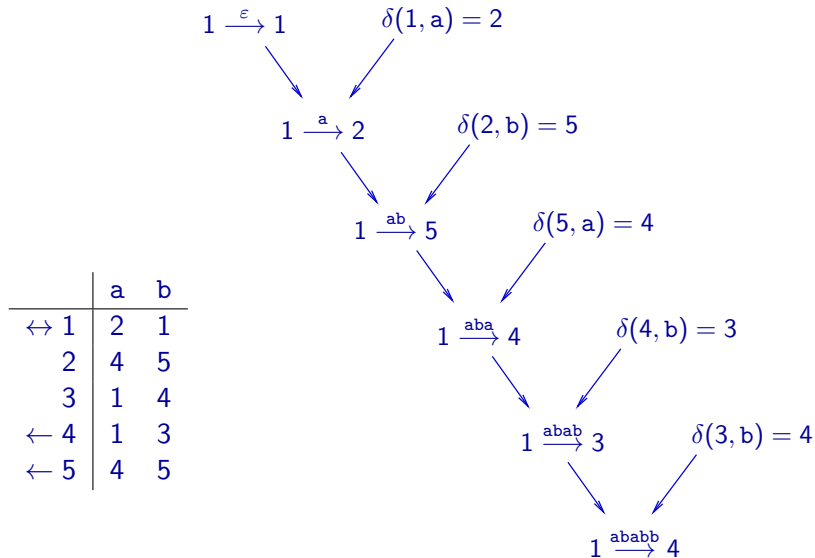 1 —ε→ 1 δ(1, a) = 2
1 —a→ 2 δ(2, b) = 5
1 —ab→ 5 δ(5, a) = 4
a b
↔ 1 2 1
2 4 5
3 1 4
← 4 1 3
← 5 4 5
1 —aba→ 4 δ(4, b) = 3
1 —abab→ 3 δ(3, b) = 4
1 —ababb→ 4